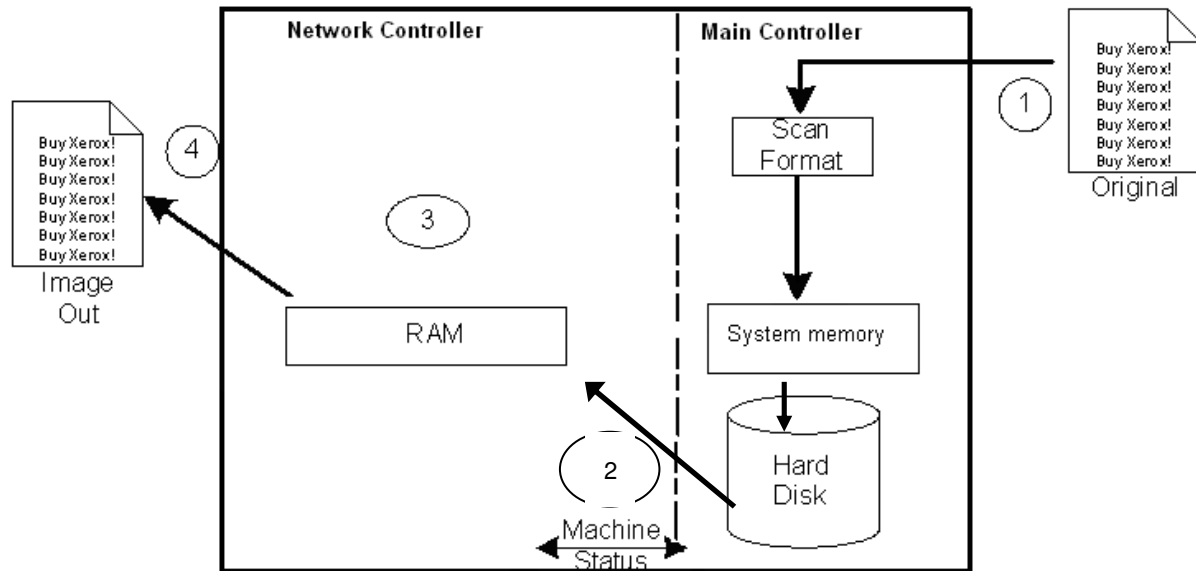 Network Controller
Main Controller
Buy Xerox!
Buy Xerox!
Buy Xerox!
Buy Xerox!
Buy Xerox!
Buy Xerox!
Buy Xerox!
Original
1
Scan
Format
4
Buy Xerox!
Buy Xerox!
Buy Xerox!
Buy Xerox!
Buy Xerox!
Buy Xerox!
Buy Xerox!
Image
Out
3
RAM
System memory
2
Hard
Disk
Machine
Status